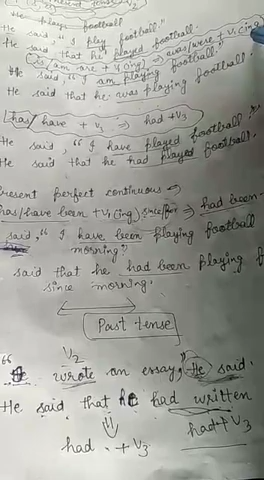 He plays football
He said "I play football."
He said that he played football.
is/am are + V(ing) ⇒ was/were + V(ing)
He said, "I am playing football."
He said that he was playing football.
has/have + V3 ⇒ had + V3
He said, "I have played football."
He said that he had played football.
resent perfect continuous
has/have been + V(ing) since/for ⇒ had been
said, "I have been playing football
morning."
said that he had been playing f
since morning.
Past tense
V2
" I wrote an essay," He said.
He said that he had written
had + V3 had + V3